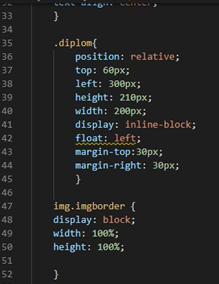 32 text-align: center;
33 }
34
35 .diplom{
36 position: relative;
37 top: 60px;
38 left: 300px;
39 height: 210px;
40 width: 200px;
41 display: inline-block;
42 float: left;
43 margin-top:30px;
44 margin-right: 30px;
45 }
46
47 img.imgborder {
48 display: block;
49 width: 100%;
50 height: 100%;
51
52 }